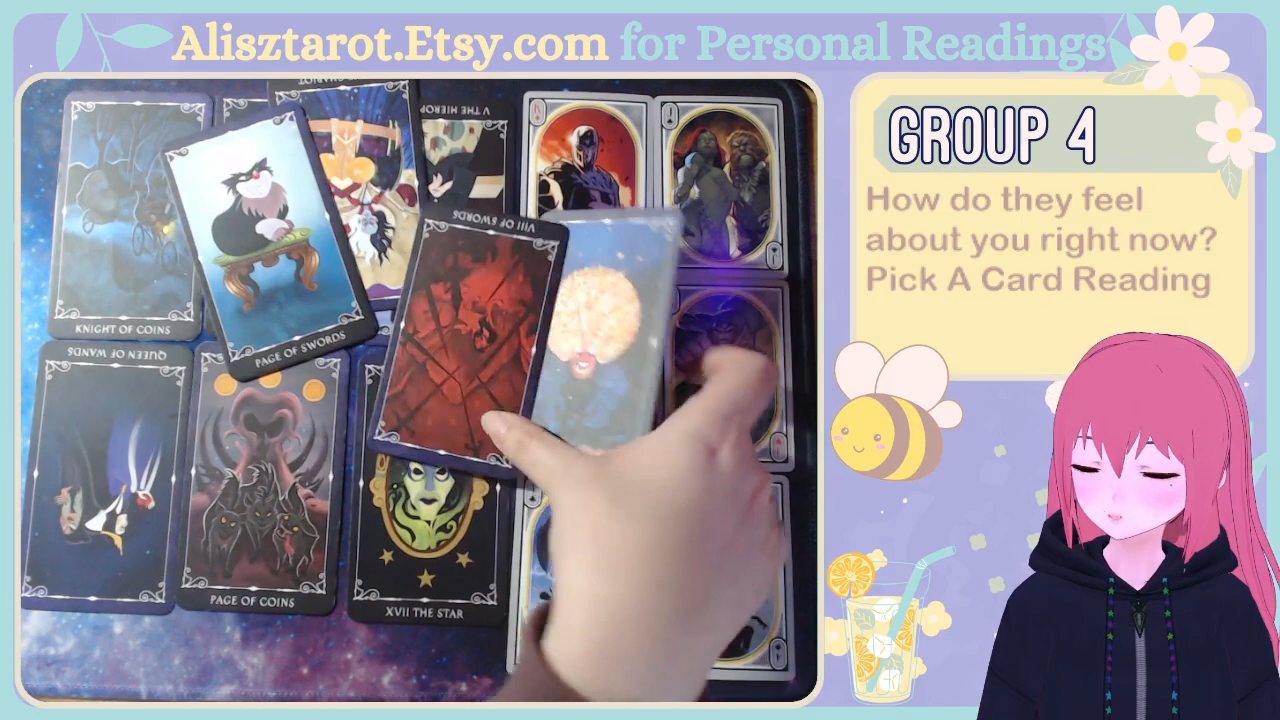 Alisztarot.Etsy.com for Personal Readings
GROUP 4
How do they feel
about you right now?
Pick A Card Reading
CHARIOT
V THE HIEROP
VIII OF SWORDS
KNIGHT OF COINS
PAGE OF SWORDS
QUEEN OF WANDS
PAGE OF COINS
XVII THE STAR